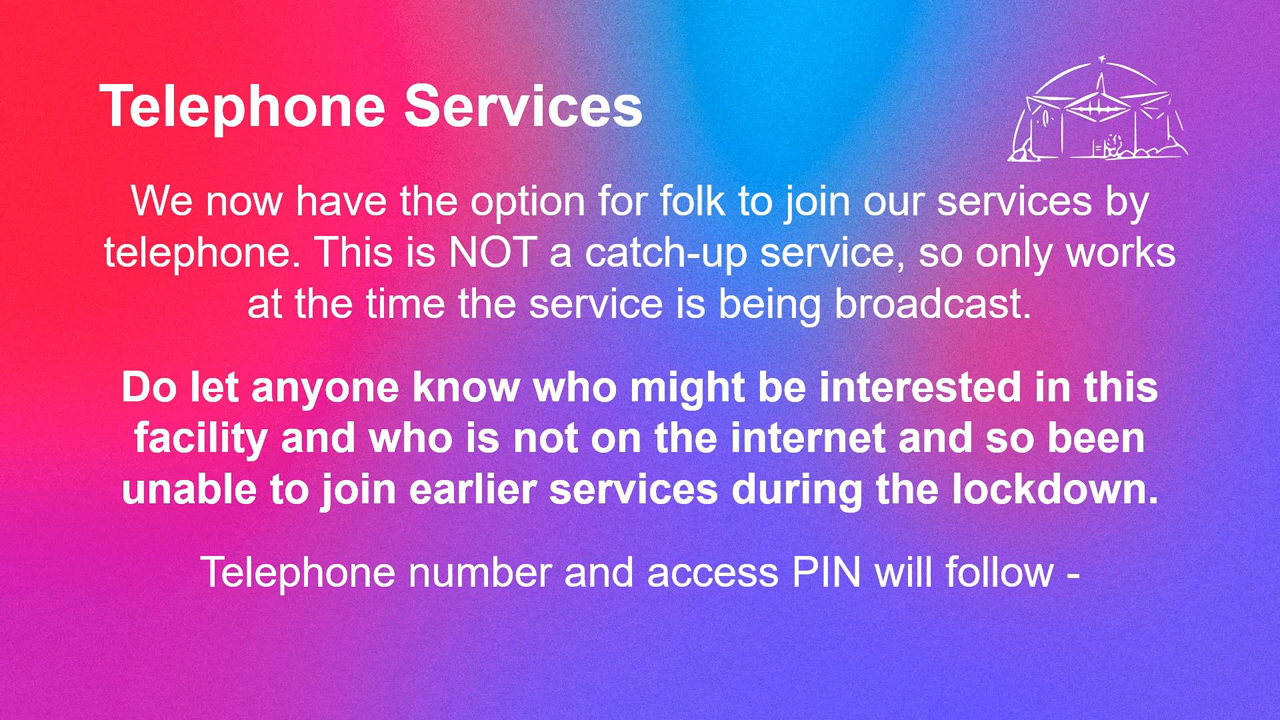 Telephone Services
We now have the option for folk to join our services by
telephone. This is NOT a catch-up service, so only works
at the time the service is being broadcast.
Do let anyone know who might be interested in this
facility and who is not on the internet and so been
unable to join earlier services during the lockdown.
Telephone number and access PIN will follow -